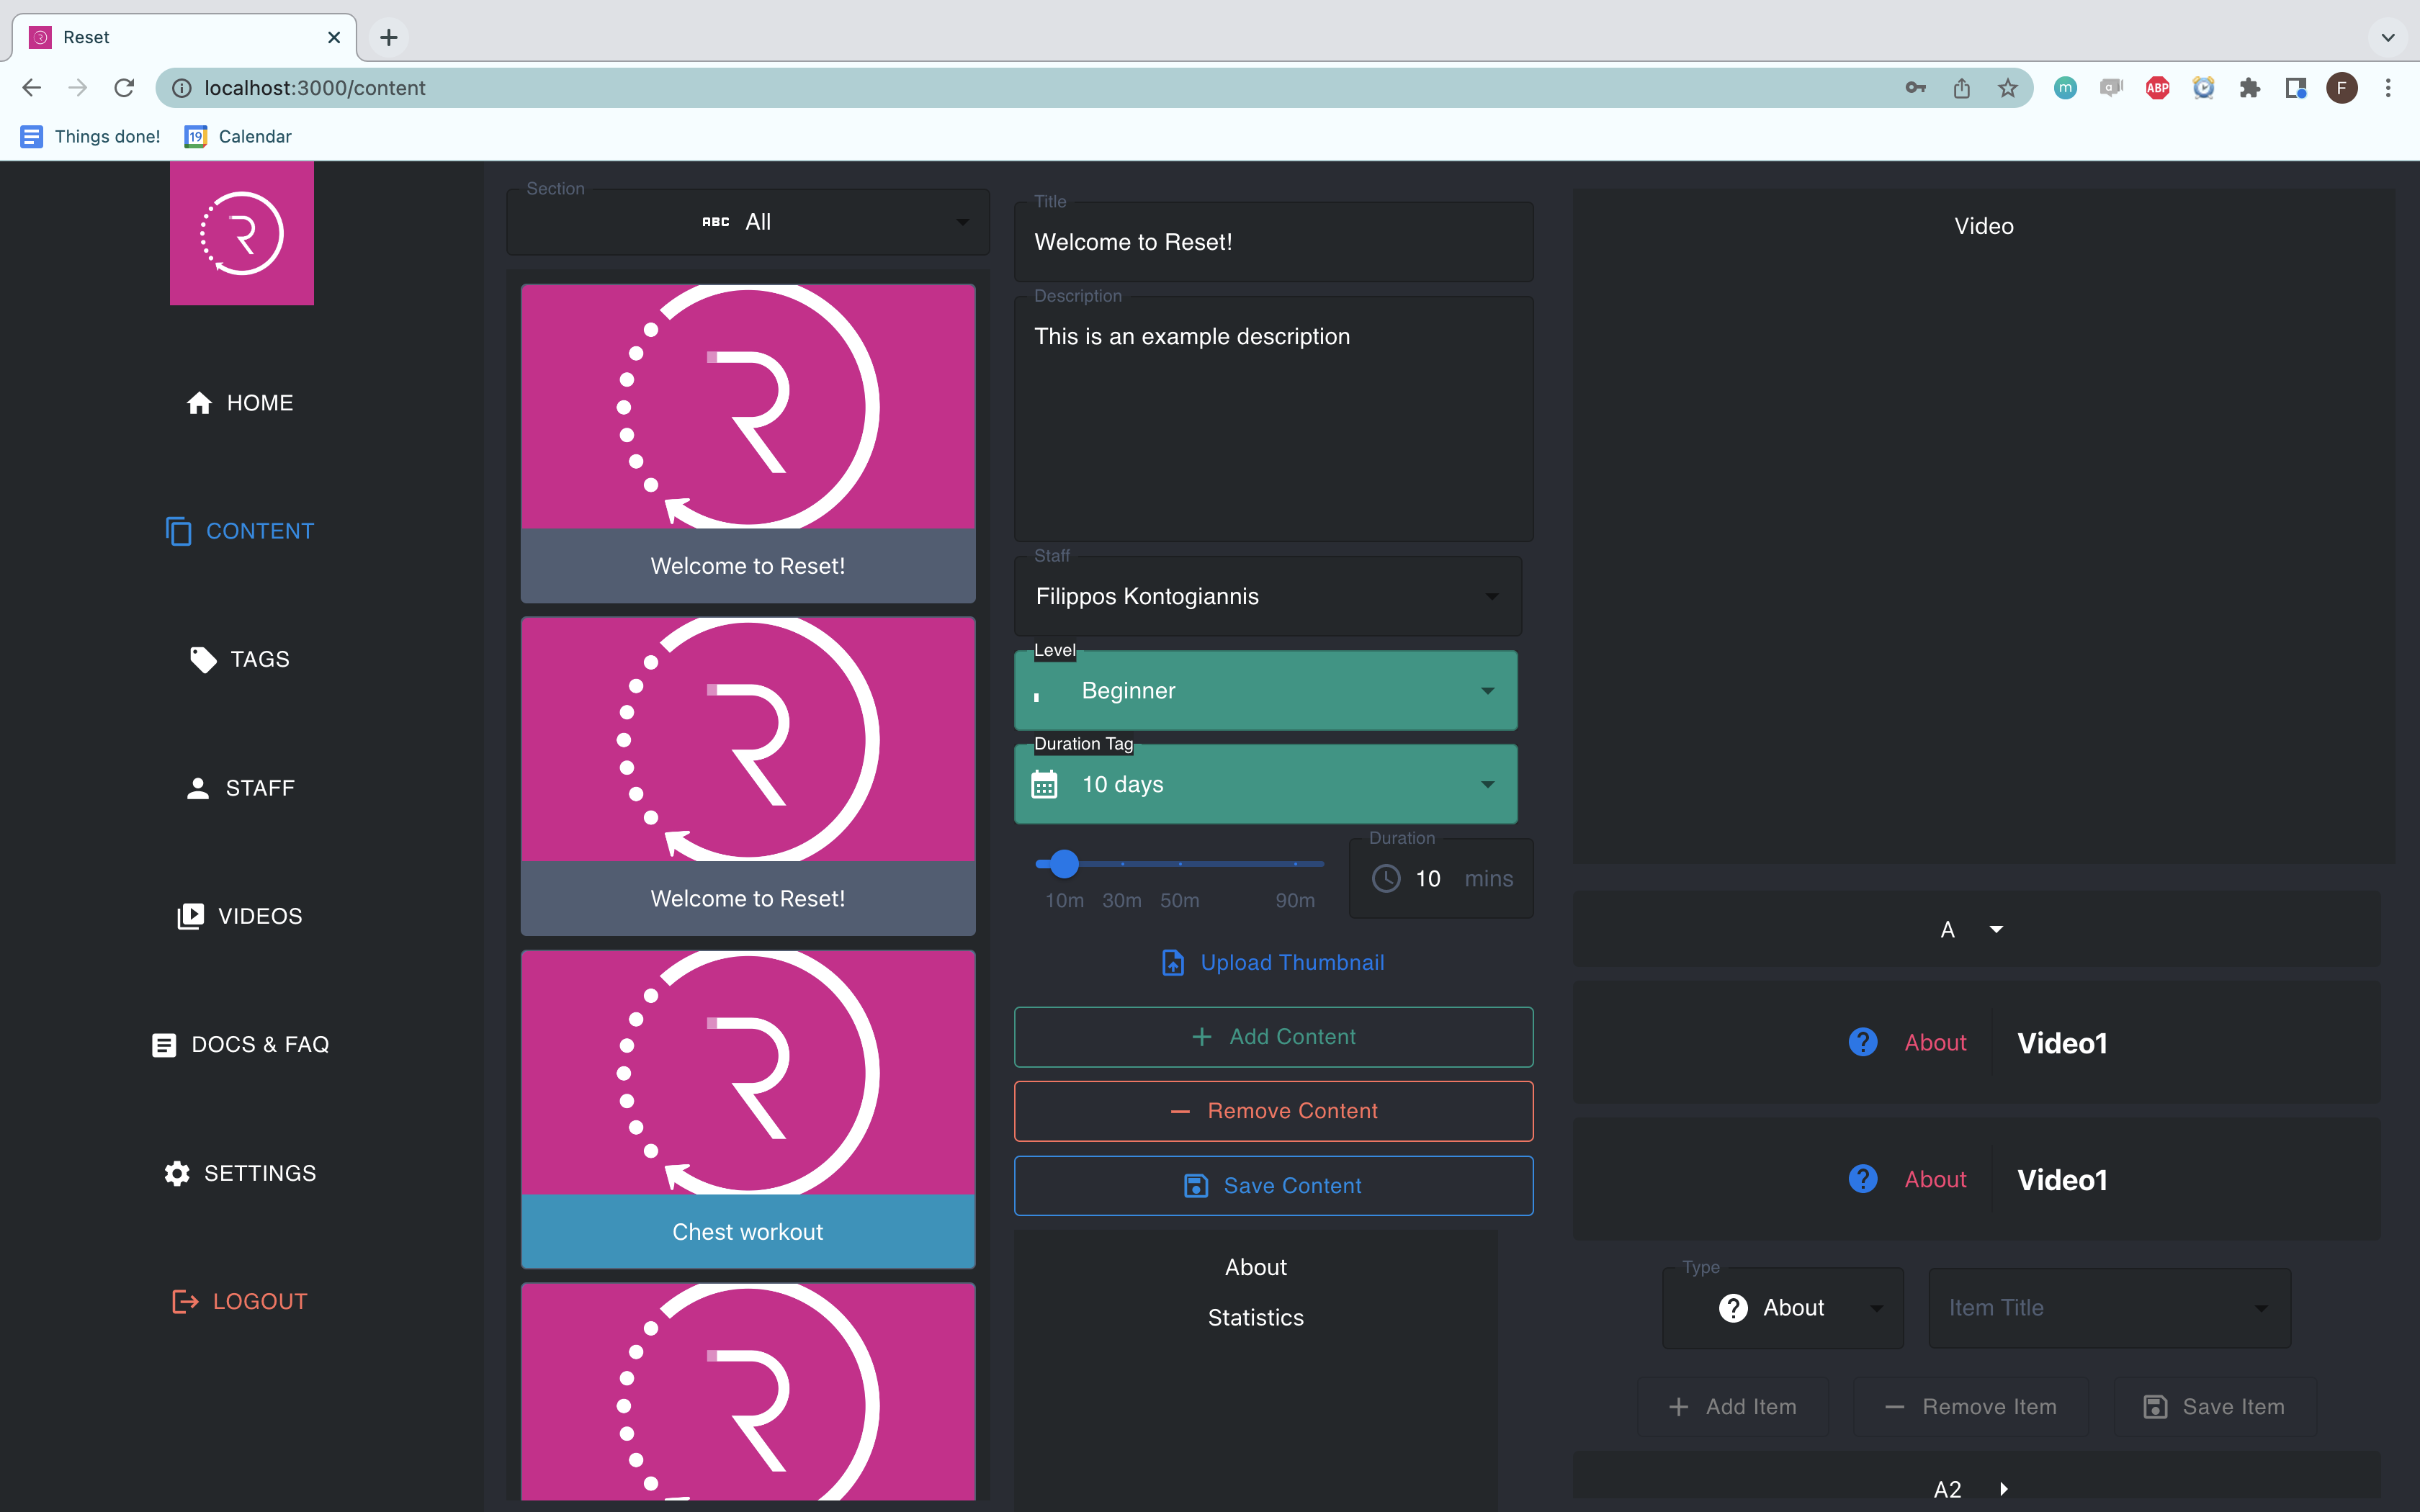 Reset
localhost:3000/content
m
a
ABP
F
Things done!
19
Calendar
R
HOME
CONTENT
TAGS
STAFF
VIDEOS
DOCS & FAQ
SETTINGS
LOGOUT
Section
ABC All
R
Welcome to Reset!
R
Welcome to Reset!
R
Chest workout
R
Title
Welcome to Reset!
Description
This is an example description
Staff
Filippos Kontogiannis
Level
Beginner
Duration Tag
10 days
10m 30m 50m 90m
Duration
10 mins
Upload Thumbnail
+ Add Content
— Remove Content
Save Content
About
Statistics
Video
A
? About Video1
? About Video1
Type
? About
Item Title
+ Add Item
— Remove Item
Save Item
A2